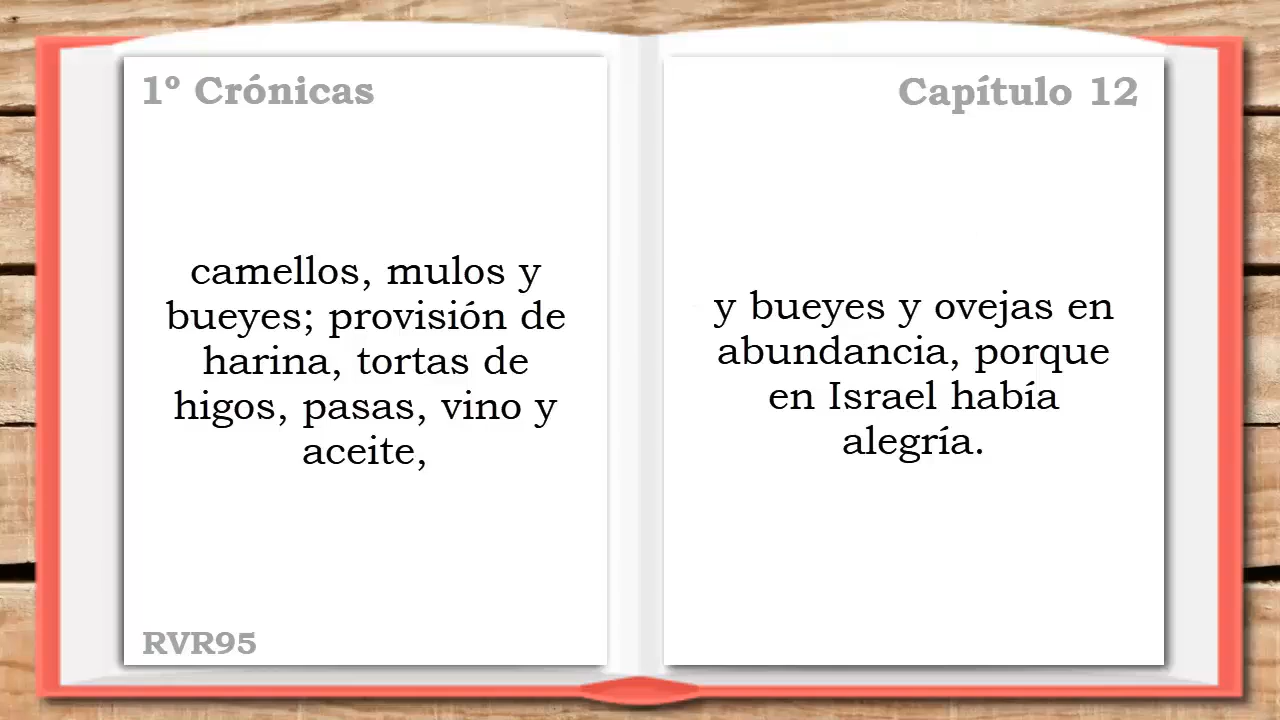 1º Crónicas
camellos, mulos y
bueyes; provisión de
harina, tortas de
higos, pasas, vino y
aceite,
RVR95
Capítulo 12
y bueyes y ovejas en
abundancia, porque
en Israel había
alegría.